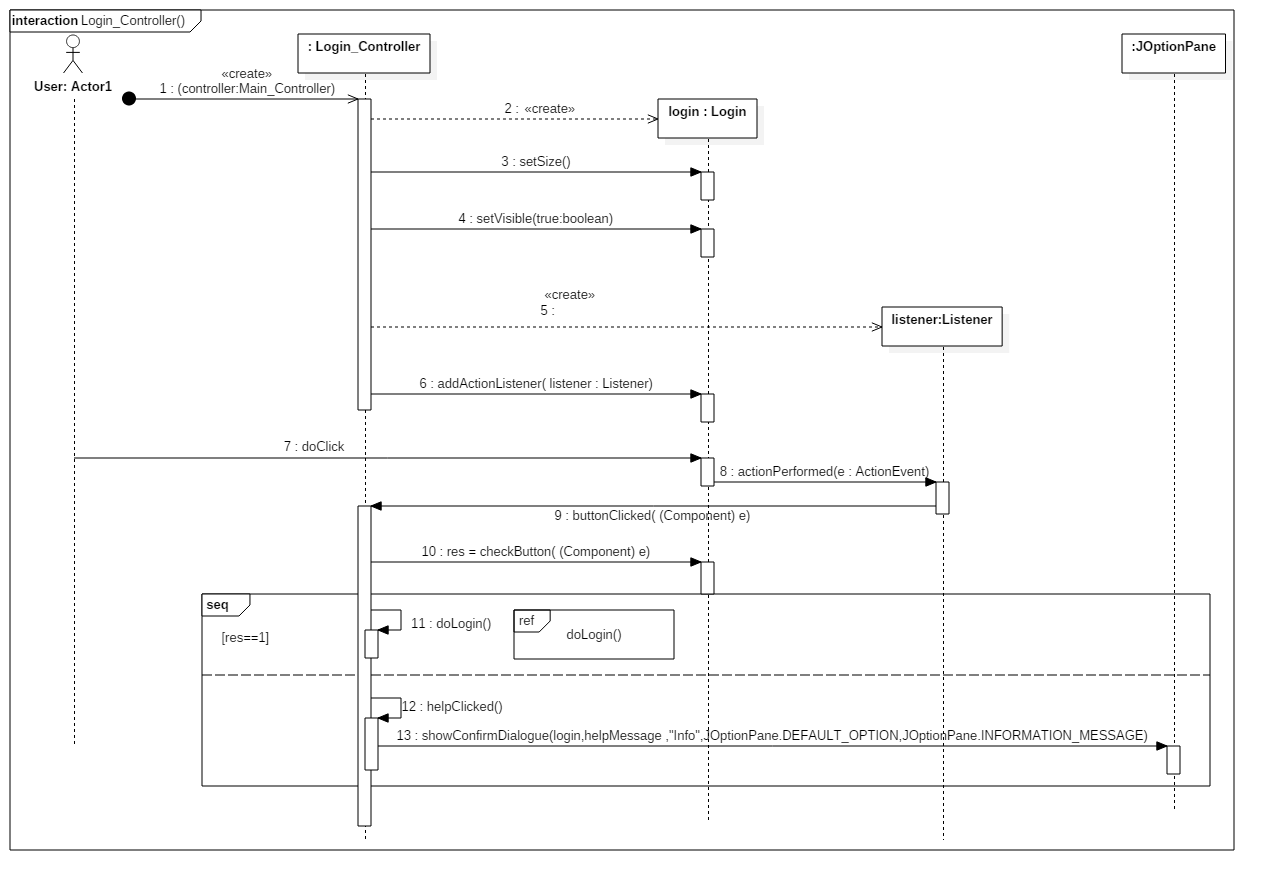 interaction Login_Controller()
User: Actor1
: Login_Controller
:JOptionPane
«create»
1 : (controller:Main_Controller)
2 : «create»
login : Login
3 : setSize()
4 : setVisible(true:boolean)
«create»
5 :
listener:Listener
6 : addActionListener( listener : Listener)
7 : doClick
8 : actionPerformed(e : ActionEvent)
9 : buttonClicked( (Component) e)
10 : res = checkButton( (Component) e)
seq
[res==1]
11 : doLogin()
ref
doLogin()
12 : helpClicked()
13 : showConfirmDialogue(login,helpMessage ,"Info",JOptionPane.DEFAULT_OPTION,JOptionPane.INFORMATION_MESSAGE)